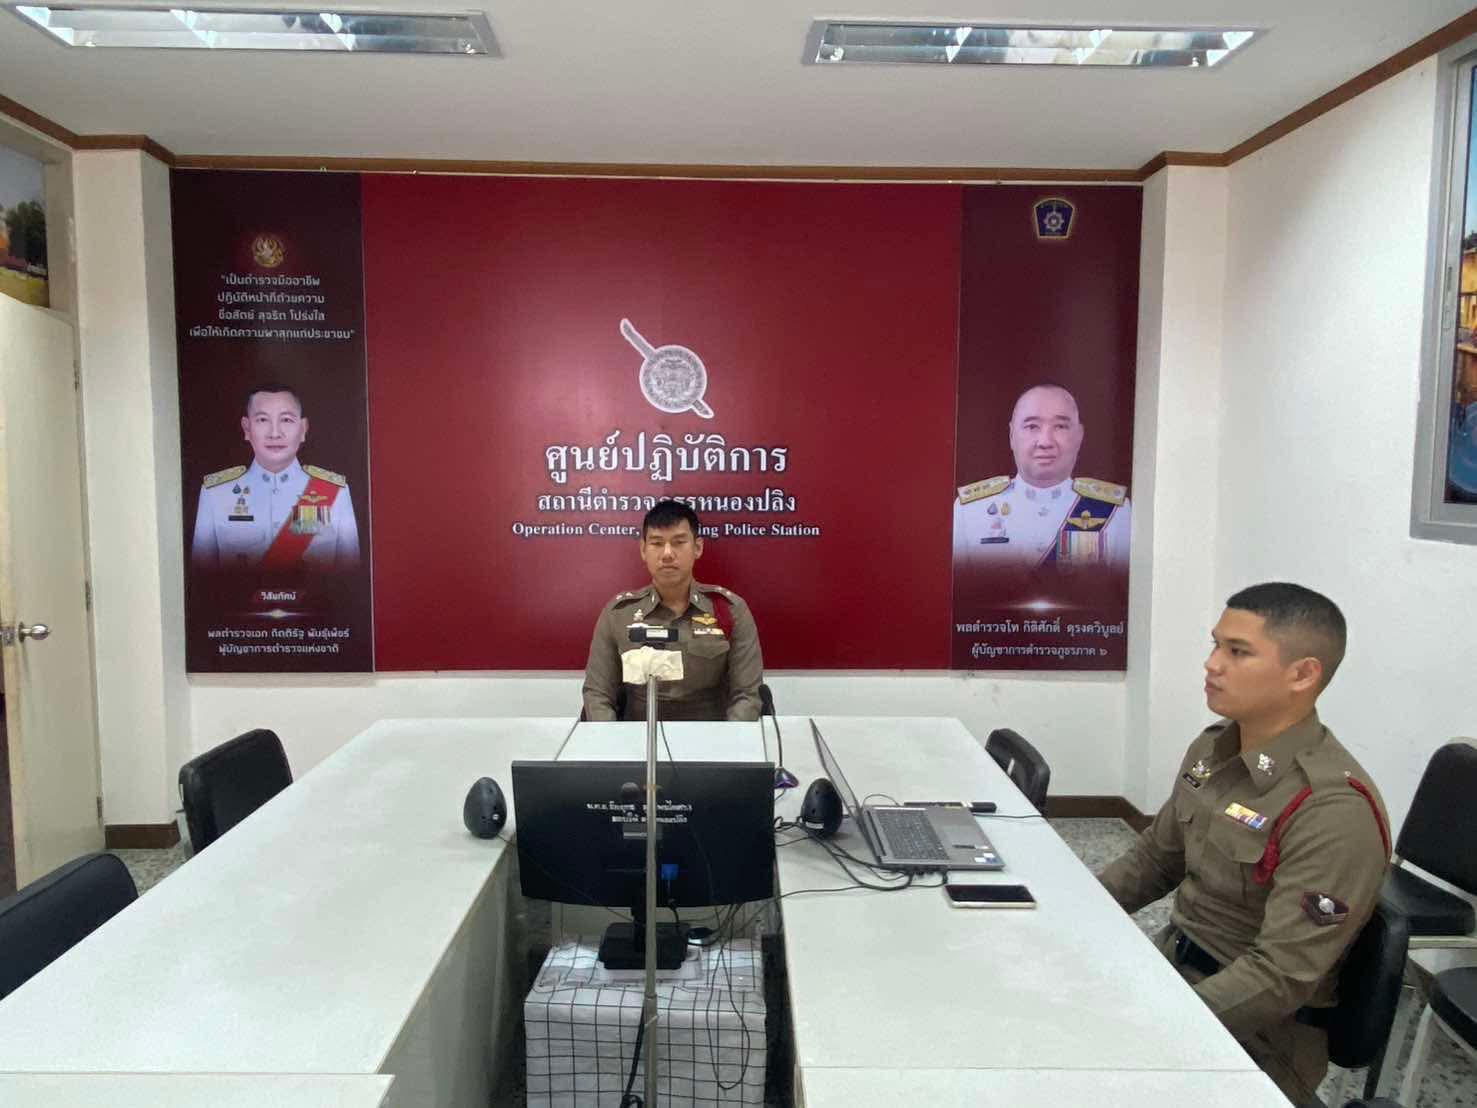 "เป็นตำรวจมืออาชีพ
ปฏิบัติหน้าที่ด้วยความ
ซื่อสัตย์ สุจริต โปร่งใส
เพื่อให้เกิดความผาสุกแก่ประชาชน"
วิสัยทัศน์
พลตำรวจเอก กิตติรัฐ พันธุ์เพ็ชร์
ผู้บัญชาการตำรวจแห่งชาติ
ศูนย์ปฏิบัติการ
สถานีตำรวจ หนองปลิง
Operation Center, Police Station
พลตำรวจโท กิติศักดิ์ ดุรงควิบูลย์
ผู้บัญชาการตำรวจภูธรภาค ๖